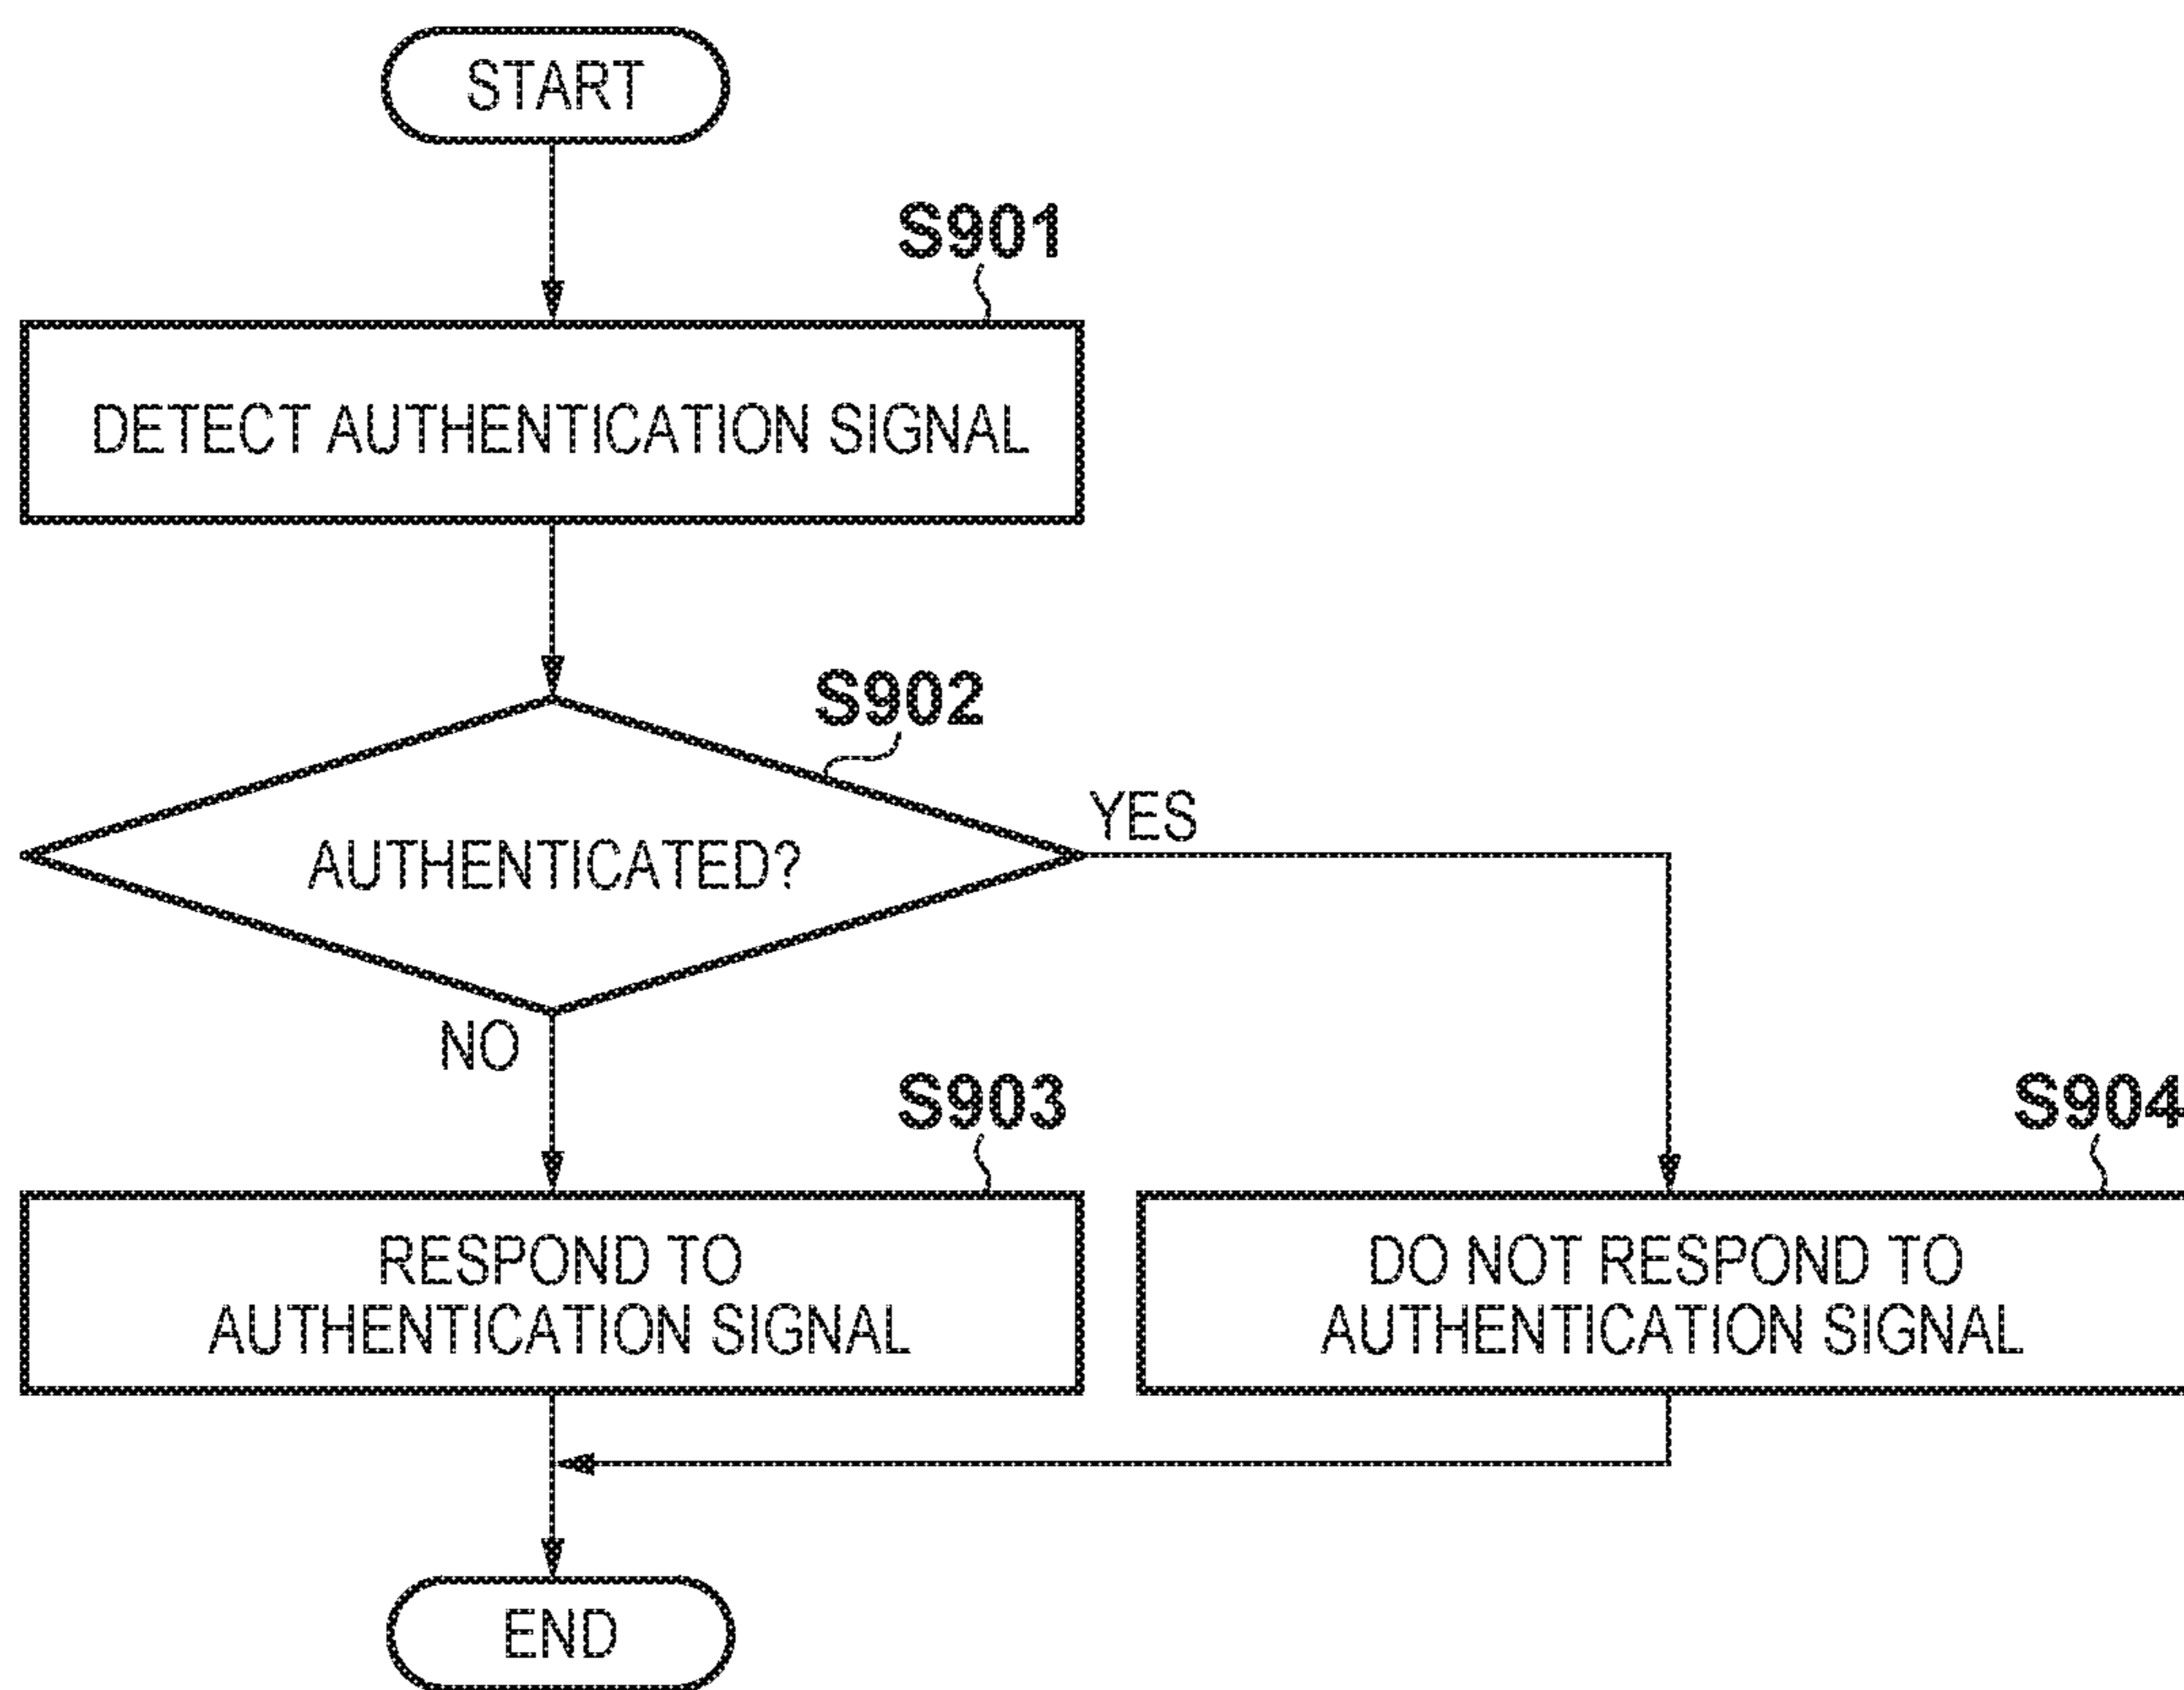 START
S901
DETECT AUTHENTICATION SIGNAL
S902
AUTHENTICATED?
YES
NO
S903
RESPOND TO
AUTHENTICATION SIGNAL
S904
DO NOT RESPOND TO
AUTHENTICATION SIGNAL
END